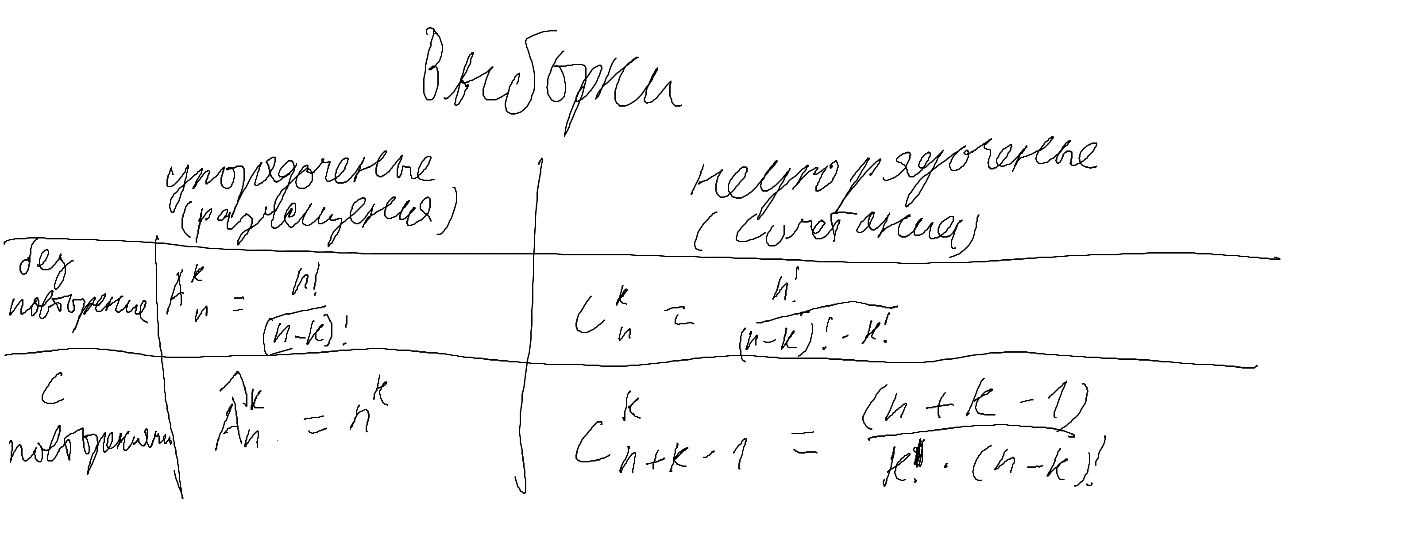 Выборки
упорядоченые
(размещения)
неупорядоченые
(Сочетания)
без
повторение
A^k_n = n!/(n-k)!
C^k_n = n!/((n-k)! · k!)
С
повторениями
Â^k_n = n^k
C^k_{n+k-1} = (n+k-1)/(k! · (n-k)!)